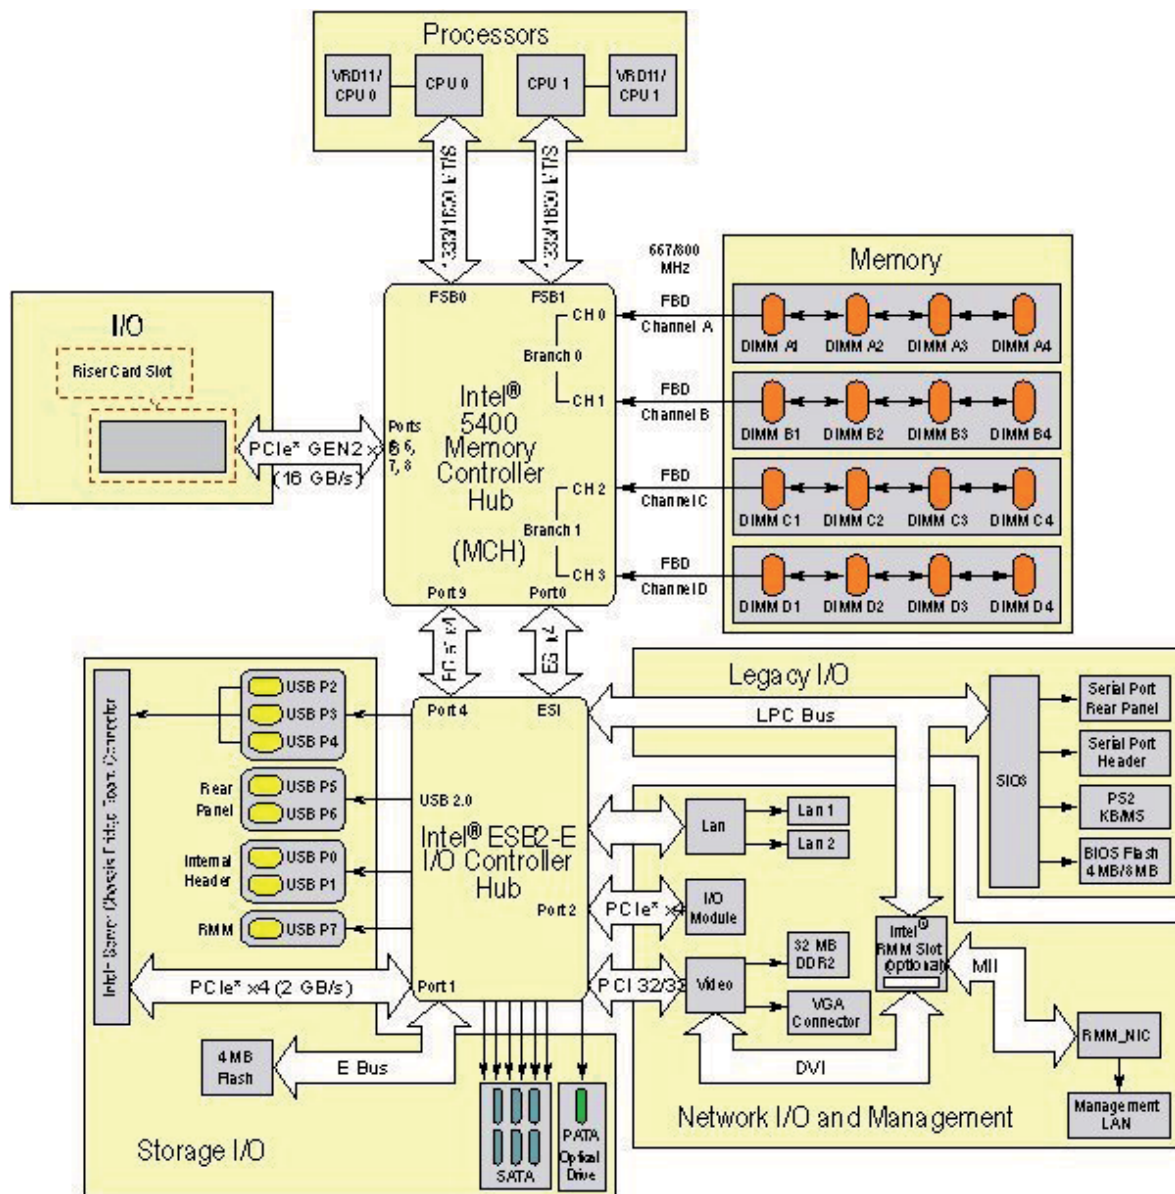 Processors
VRD11/
CPU 0
CPU 0
CPU 1
VRD11/
CPU 1
1333/1600 MT/S
1333/1600 MT/S
667/800
MHz
Memory
FSB0
FSB1
CH 0
FBD
Channel A
DIMM A1
DIMM A2
DIMM A3
DIMM A4
Branch 0
CH 1
FBD
Channel B
DIMM B1
DIMM B2
DIMM B3
DIMM B4
I/O
Riser Card Slot
PCIe* GEN2
(16 GB/s)
Ports
6,
7, 8
Intel®
5400
Memory
Controller
Hub
(MCH)
CH 2
FBD
Channel C
DIMM C1
DIMM C2
DIMM C3
DIMM C4
Branch 1
CH 3
FBD
Channel D
DIMM D1
DIMM D2
DIMM D3
DIMM D4
Port 9
Port 0
x4
x4
Port 4
ESI
USB P2
USB P3
USB P4
Rear
Panel
USB P5
USB P6
Internal
Header
USB P0
USB P1
RMM
USB P7
USB 2.0
Intel® ESB2-E
I/O Controller
Hub
Port 2
Port 1
PCIe* x4 (2 GB/s)
4 MB
Flash
E Bus
Storage I/O
SATA
PATA
Optical
Drive
Legacy I/O
LPC Bus
Serial Port
Rear Panel
Serial Port
Header
PS2
KB/MS
BIOS Flash
4 MB/8 MB
Lan
Lan 1
Lan 2
PCIe* x4
I/O
Module
PCI 32/33
Video
32 MB
DDR2
VGA
Connector
Intel®
RMM Slot
(optional)
MII
DVI
RMM_NIC
Management
LAN
Network I/O and Management